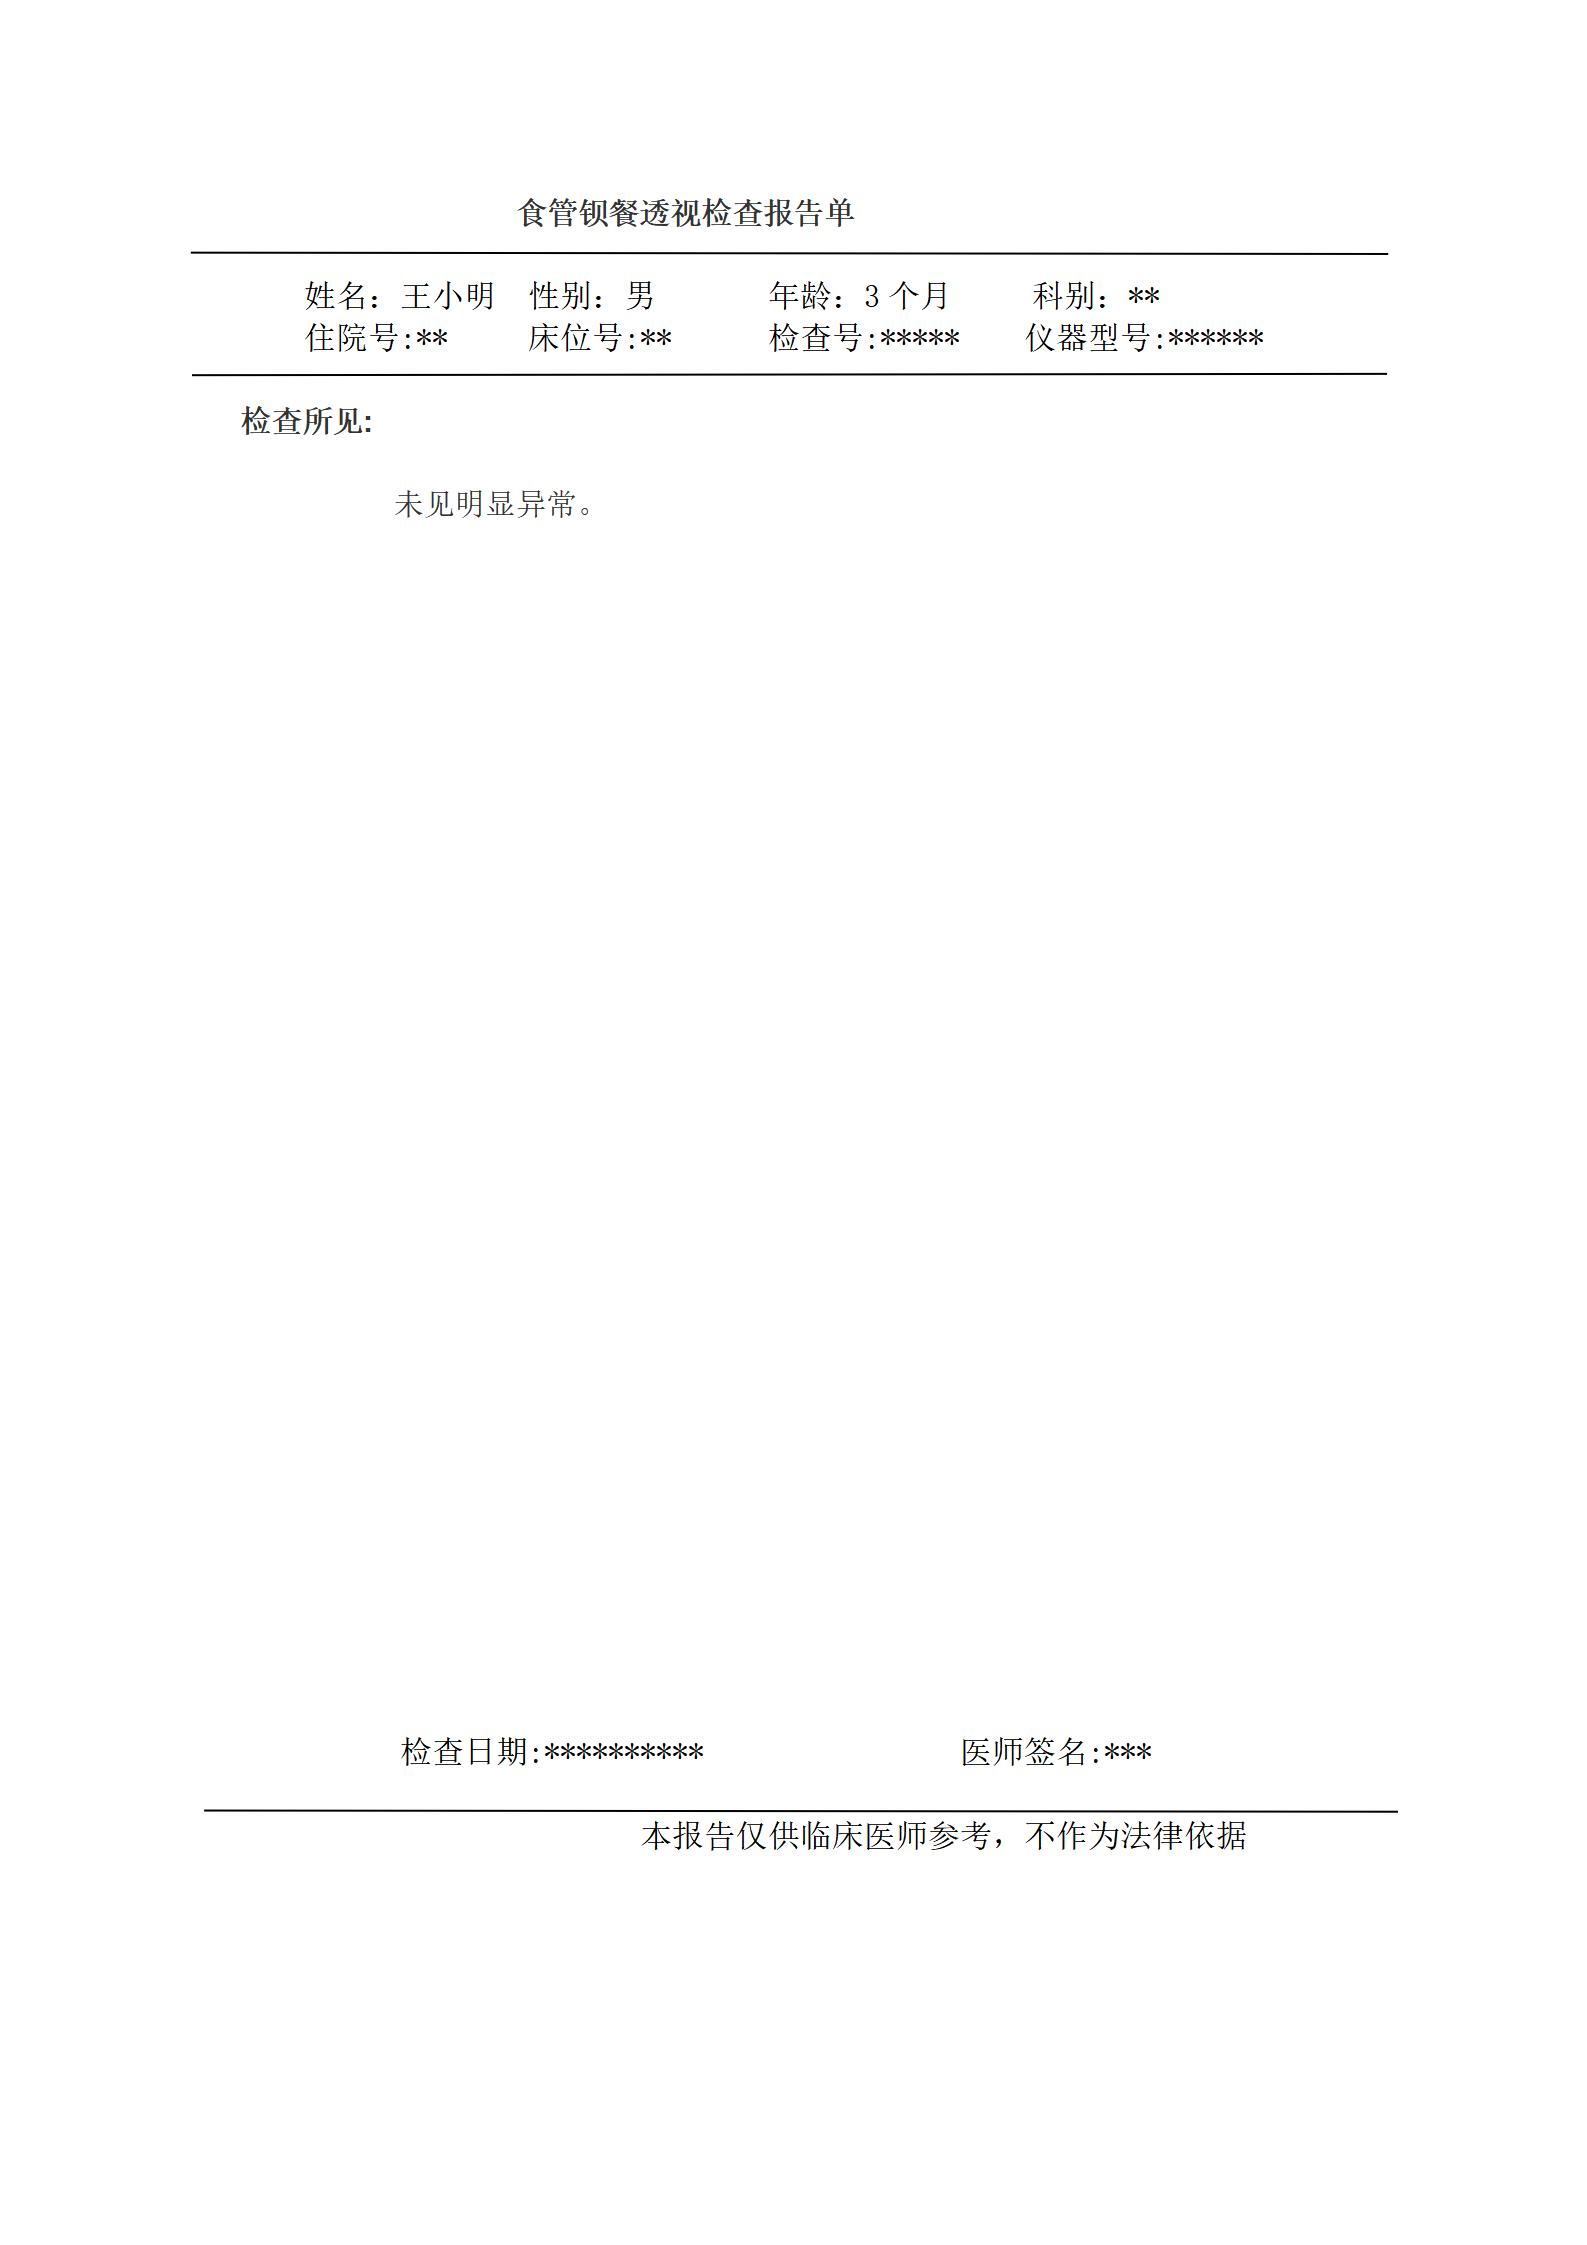 食管钡餐透视检查报告单
姓名：王小明 性别：男 年龄：3 个月 科别：**
住院号:** 床位号:** 检查号:***** 仪器型号:******
检查所见:
未见明显异常。
检查日期:********** 医师签名:***
本报告仅供临床医师参考，不作为法律依据